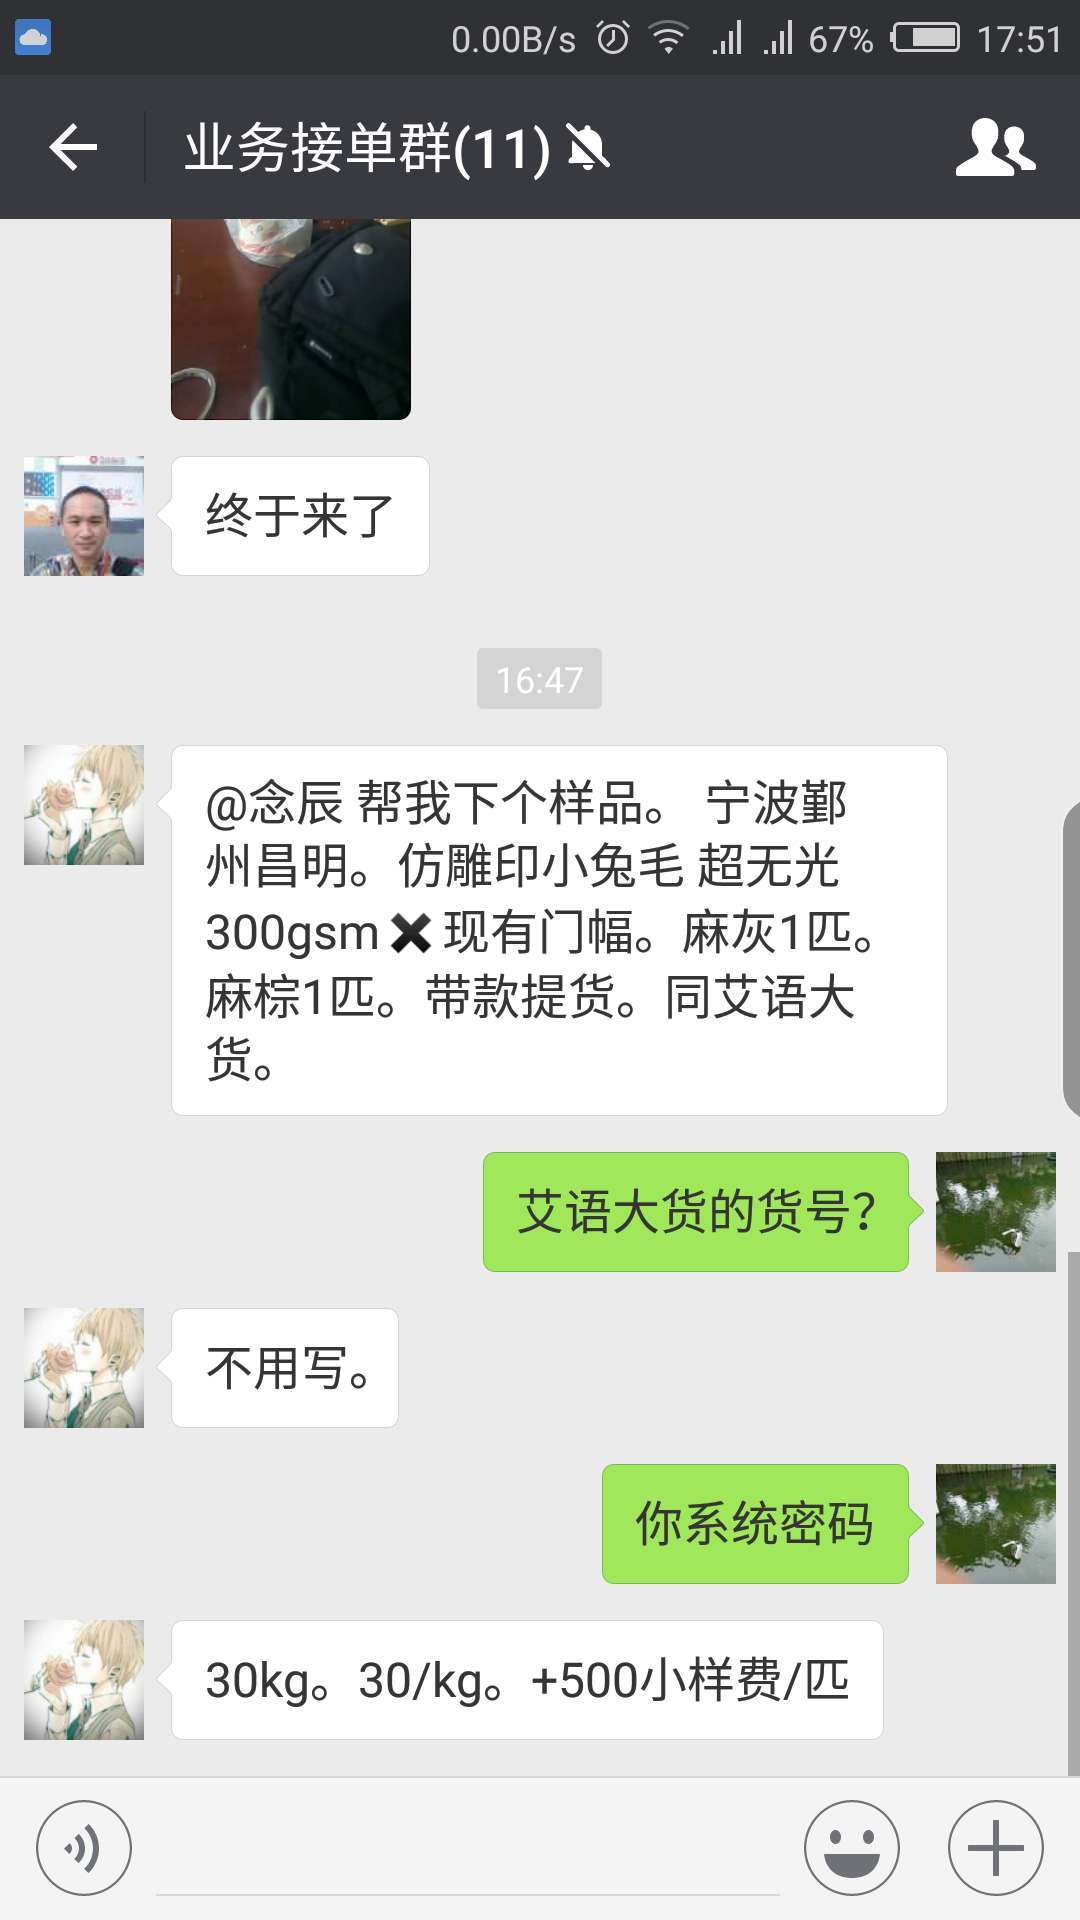 0.00B/s 67% 17:51
业务接单群(11)
终于来了
16:47
@念辰 帮我下个样品。 宁波鄞
州昌明。仿雕印小兔毛 超无光
300gsm✖现有门幅。麻灰1匹。
麻棕1匹。带款提货。同艾语大
货。
艾语大货的货号？
不用写。
你系统密码
30kg。30/kg。+500小样费/匹